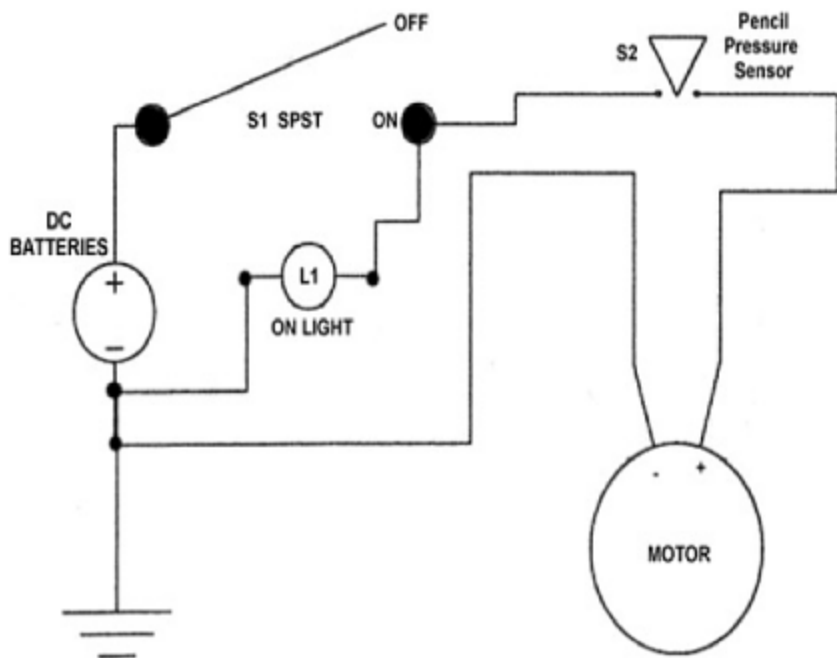 OFF
S2
Pencil
Pressure
Sensor
S1 SPST
ON
DC
BATTERIES
+
−
L1
ON LIGHT
- +
MOTOR